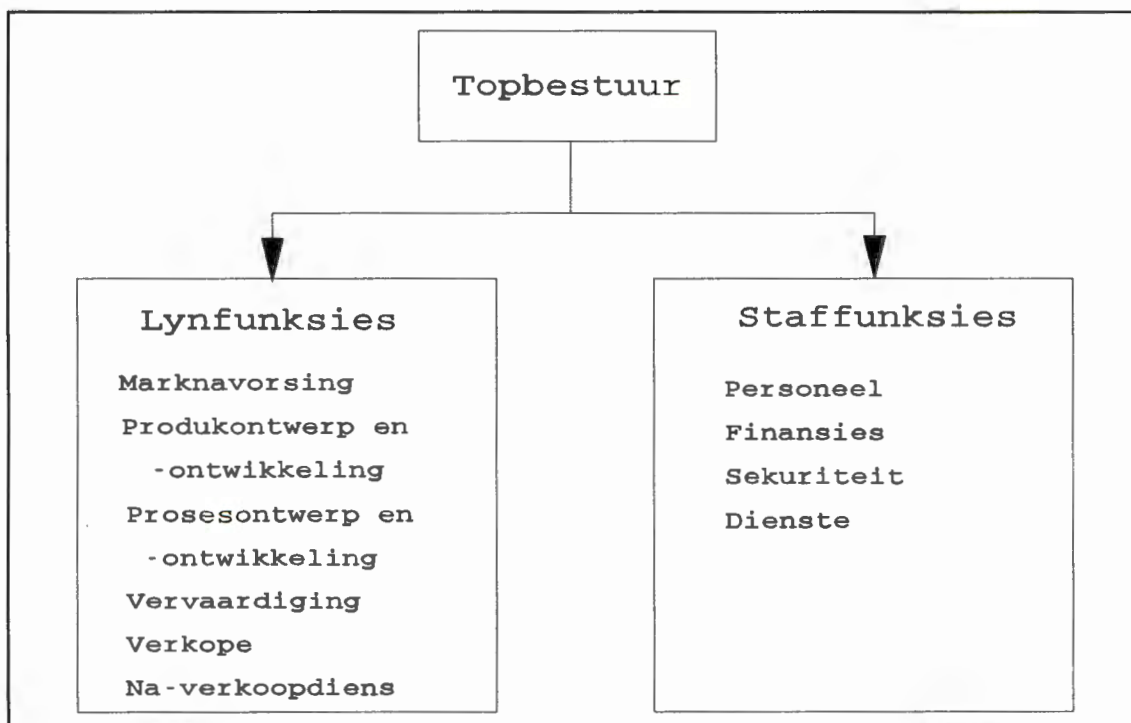 Topbestuur
Lynfunksies
Marknavorsing
Produkontwerp en
-ontwikkeling
Prosesontwerp en
-ontwikkeling
Vervaardiging
Verkope
Na-verkoopdiens
Staffunksies
Personeel
Finansies
Sekuriteit
Dienste